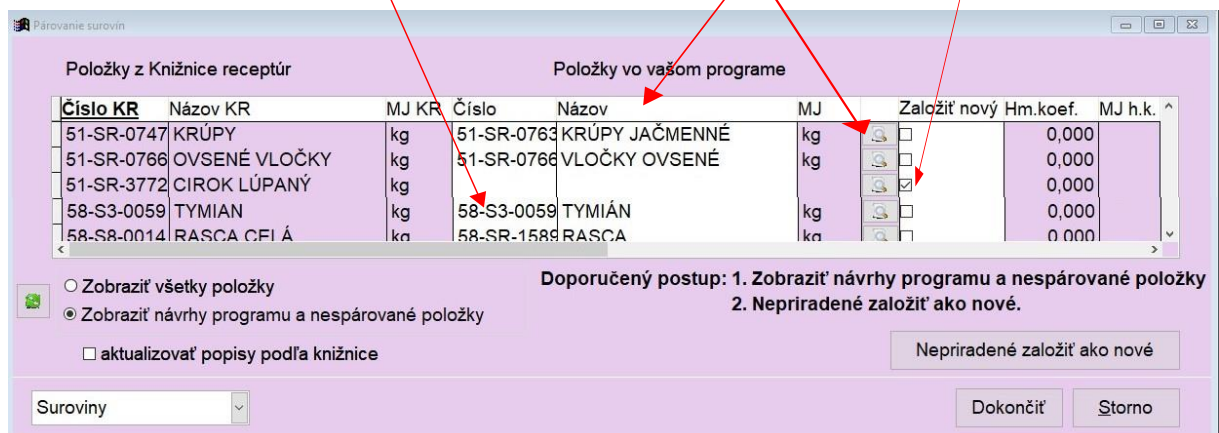 Párovanie surovín
Položky z Knižnice receptúr Položky vo vašom programe
Číslo KR Názov KR MJ KR Číslo Názov MJ Založiť nový Hm.koef. MJ h.k.
51-SR-0747 KRÚPY kg 51-SR-0763 KRÚPY JAČMENNÉ kg 0,000
51-SR-0766 OVSENÉ VLOČKY kg 51-SR-0766 VLOČKY OVSENÉ kg 0,000
51-SR-3772 CIROK LÚPANÝ kg 0,000
58-S3-0059 TYMIAN kg 58-S3-0059 TYMIÁN kg 0,000
58-S8-0014 RASCA CELÁ kg 58-SR-1589 RASCA kg 0,000
Zobraziť všetky položky
Zobraziť návrhy programu a nespárované položky
aktualizovať popisy podľa knižnice
Doporučený postup: 1. Zobraziť návrhy programu a nespárované položky
2. Nepriradené založiť ako nové.
Nepriradené založiť ako nové
Suroviny
Dokončiť Storno